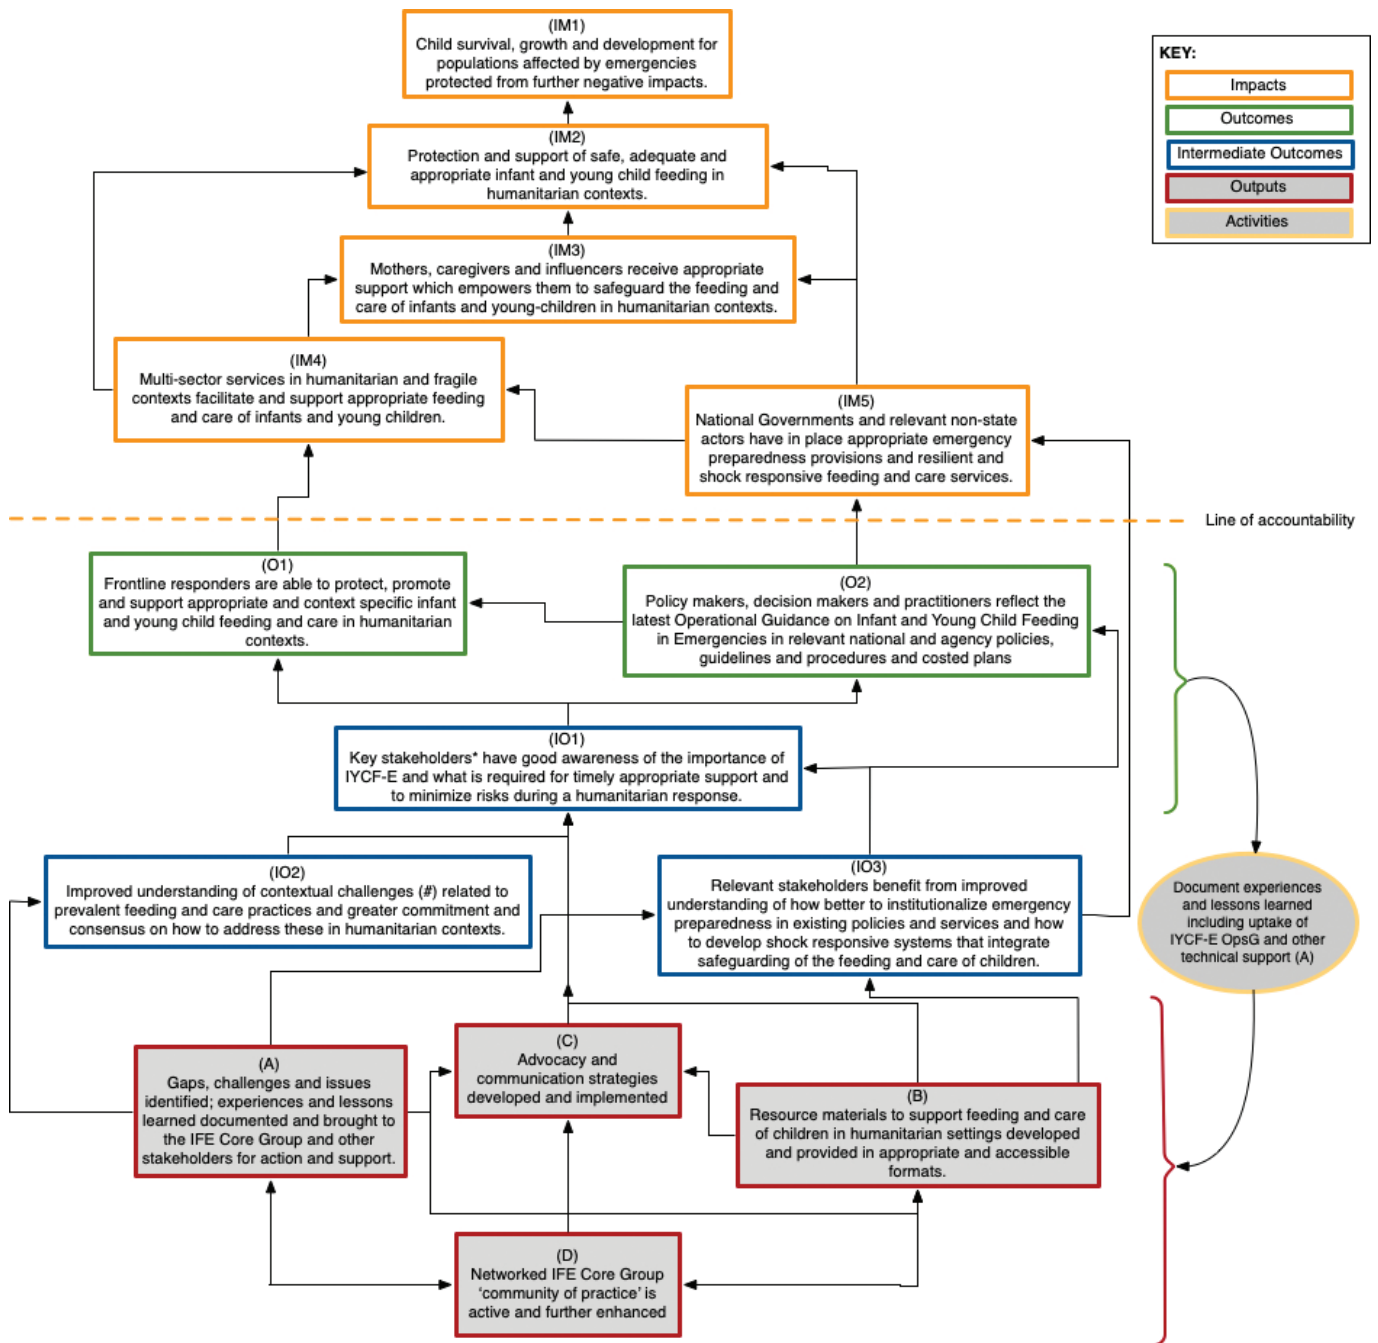 (IM1)
Child survival, growth and development for
populations affected by emergencies
protected from further negative impacts.
KEY:
Impacts
Outcomes
Intermediate Outcomes
Outputs
Activities
(IM2)
Protection and support of safe, adequate and
appropriate infant and young child feeding in
humanitarian contexts.
(IM3)
Mothers, caregivers and influencers receive appropriate
support which empowers them to safeguard the feeding and
care of infants and young-children in humanitarian contexts.
(IM4)
Multi-sector services in humanitarian and fragile
contexts facilitate and support appropriate feeding
and care of infants and young children.
(IM5)
National Governments and relevant non-state
actors have in place appropriate emergency
preparedness provisions and resilient and
shock responsive feeding and care services.
Line of accountability
(O1)
Frontline responders are able to protect, promote
and support appropriate and context specific infant
and young child feeding and care in humanitarian
contexts.
(O2)
Policy makers, decision makers and practitioners reflect the
latest Operational Guidance on Infant and Young Child Feeding
in Emergencies in relevant national and agency policies,
guidelines and procedures and costed plans
(IO1)
Key stakeholders* have good awareness of the importance of
IYCF-E and what is required for timely appropriate support and
to minimize risks during a humanitarian response.
(IO2)
Improved understanding of contextual challenges (#) related to
prevalent feeding and care practices and greater commitment and
consensus on how to address these in humanitarian contexts.
(IO3)
Relevant stakeholders benefit from improved
understanding of how better to institutionalize emergency
preparedness in existing policies and services and how
to develop shock responsive systems that integrate
safeguarding of the feeding and care of children.
Document experiences
and lessons learned
including uptake of
IYCF-E OpsG and other
technical support (A)
(A)
Gaps, challenges and issues
identified; experiences and lessons
learned documented and brought to
the IFE Core Group and other
stakeholders for action and support.
(C)
Advocacy and
communication strategies
developed and implemented
(B)
Resource materials to support feeding and care
of children in humanitarian settings developed
and provided in appropriate and accessible
formats.
(D)
Networked IFE Core Group
‘community of practice’ is
active and further enhanced